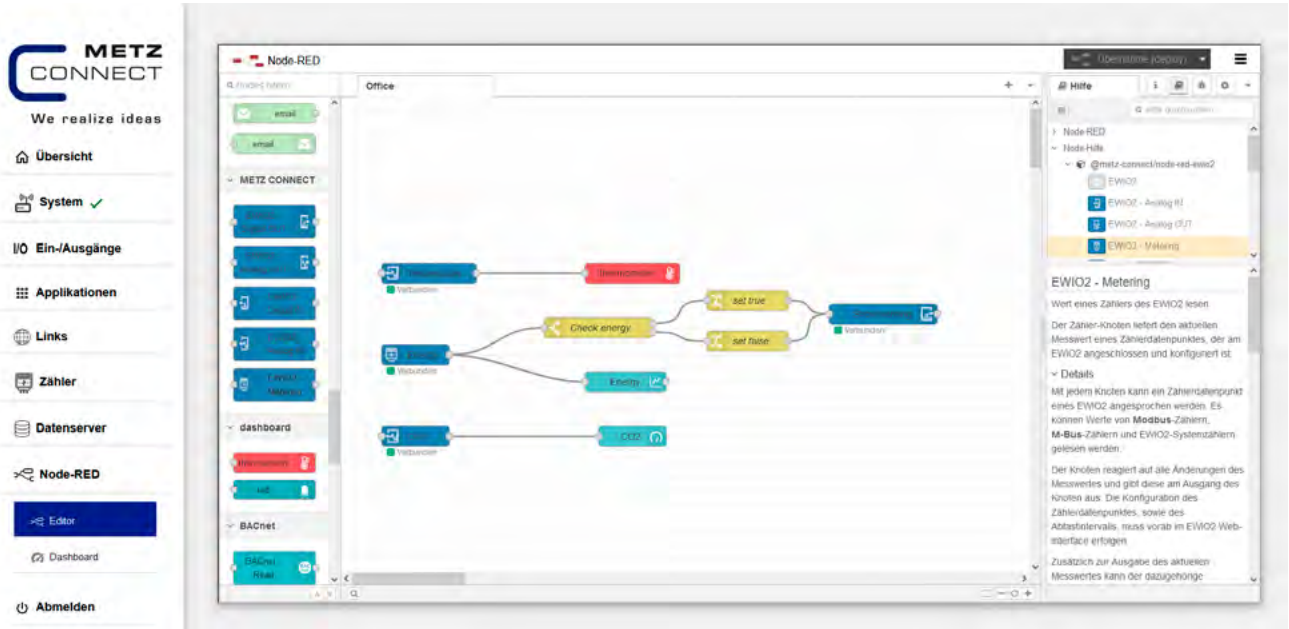 METZ
CONNECT
We realize ideas
Übersicht
System
I/O Ein-/Ausgänge
Applikationen
Links
Zähler
Datenserver
Node-RED
Editor
Dashboard
Abmelden
Node-RED
Übernahme (deploy)
email
email
METZ CONNECT
Metering
dashboard
BACnet
BACnet
Read
Office
Verbunden
Check energy
set true
set false
Verbunden
Verbunden
Energy
CO2
Verbunden
Hilfe
Node-RED
Node-Hilfe
@metz-connect/node-red-ewio2
EWIO2
EWIO2 - Analog IN
EWIO2 - Analog OUT
EWIO2 - Metering
EWIO2 - Metering
Wert eines Zählers des EWIO2 lesen
Der Zähler-Knoten liefert den aktuellen
Messwert eines Zählerdatenpunktes, der am
EWIO2 angeschlossen und konfiguriert ist
Details
Mit jedem Knoten kann ein Zählerdatenpunkt
eines EWIO2 angesprochen werden. Es
können Werte von Modbus-Zählern,
M-Bus-Zählern und EWIO2-Systemzählern
gelesen werden.
Der Knoten reagiert auf alle Änderungen des
Messwertes und gibt diese am Ausgang des
Knoten aus. Die Konfiguration des
Zählerdatenpunktes, sowie des
Abtastintervalls, muss vorab im EWIO2 Web-
Interface erfolgen
Zusätzlich zur Ausgabe des aktuellen
Messwertes kann der dazugehörige